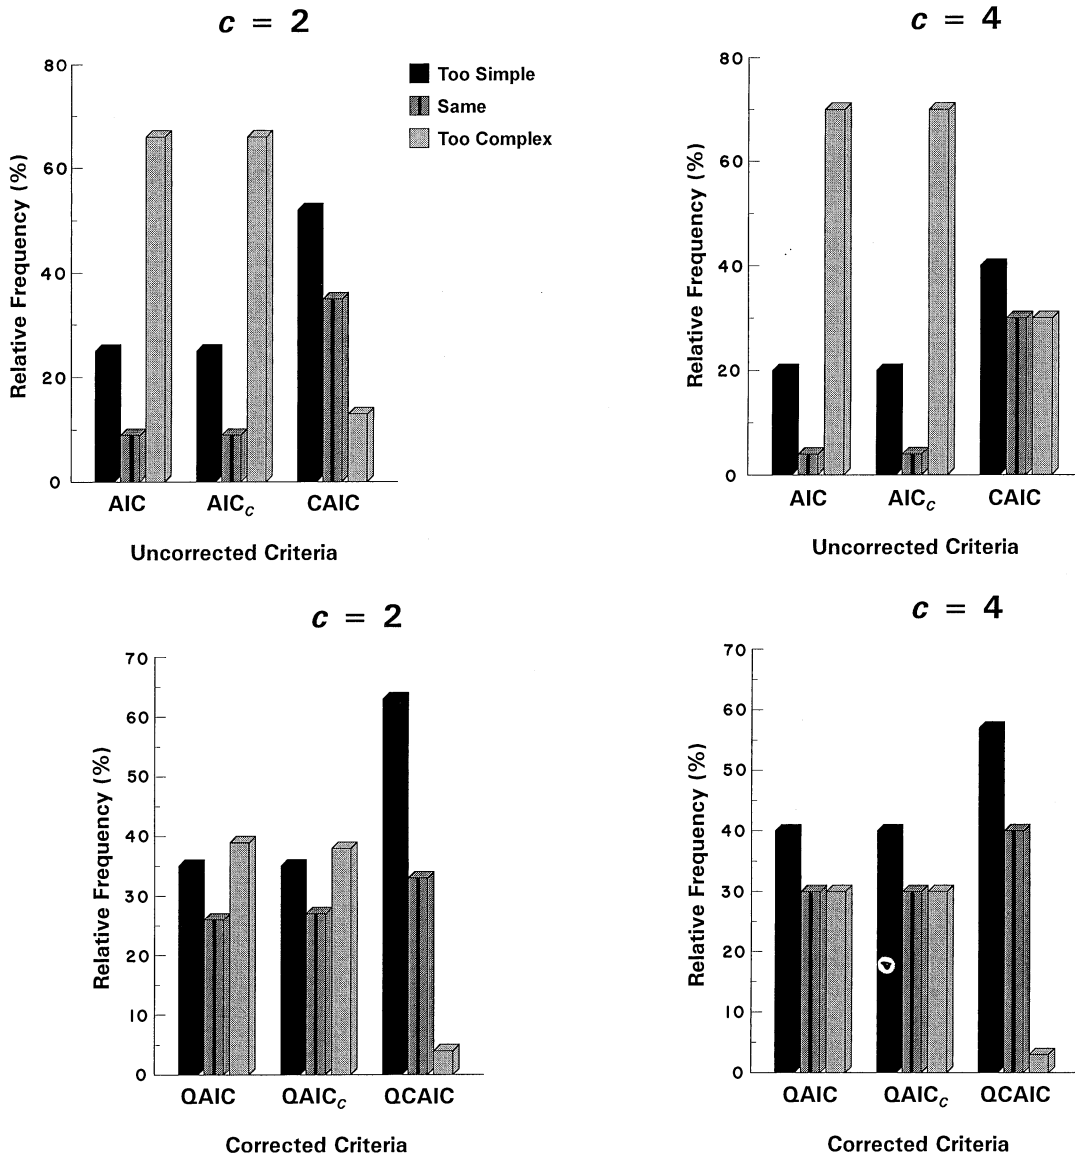 c = 2
c = 4
80
60
40
20
0
Relative Frequency (%)
Too Simple
Same
Too Complex
AIC AICc CAIC
Uncorrected Criteria
80
60
40
20
0
Relative Frequency (%)
AIC AICc CAIC
Uncorrected Criteria
c = 2
c = 4
70
60
50
40
30
20
10
0
Relative Frequency (%)
QAIC QAICc QCAIC
Corrected Criteria
70
60
50
40
30
20
10
0
Relative Frequency (%)
QAIC QAICc QCAIC
Corrected Criteria